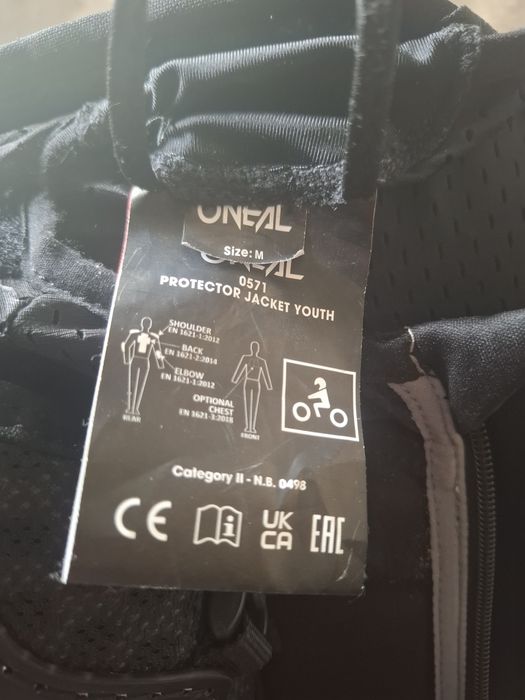 ONEAL
Size: M
ONEAL
0571
PROTECTOR JACKET YOUTH
SHOULDER
EN 1621-1:2012
BACK
EN 1621-2:2014
ELBOW
EN 1621-1:2012
OPTIONAL
CHEST
EN 1621-3:2018
REAR
FRONT
Category II - N.B. 0498
CE
UK
CA
EAC